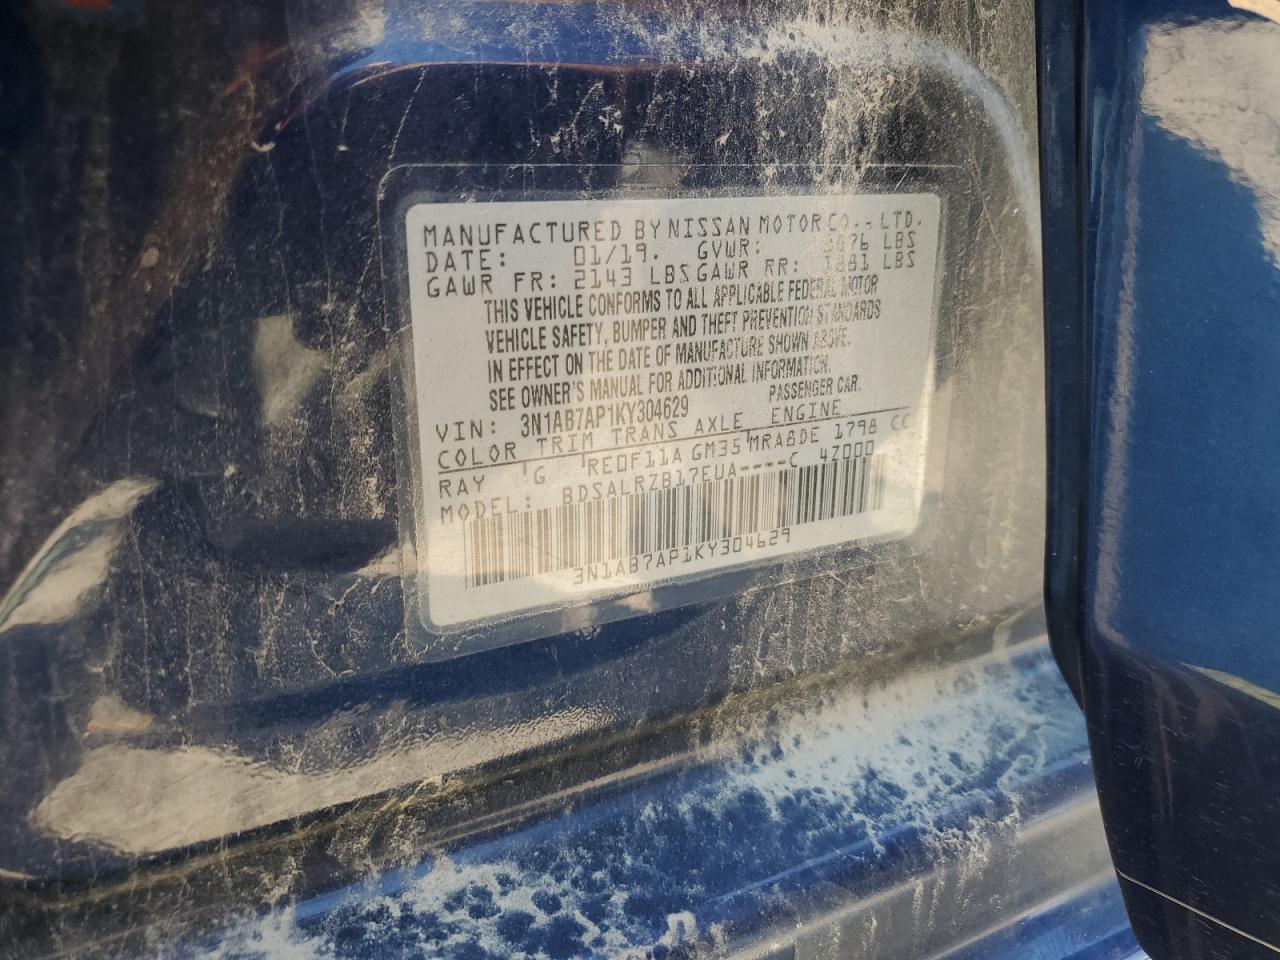 MANUFACTURED BY NISSAN MOTOR CO., LTD.
DATE: 01/19. GVWR: LBS
GAWR FR: 2143 LBS GAWR RR: LBS
THIS VEHICLE CONFORMS TO ALL APPLICABLE FEDERAL MOTOR
VEHICLE SAFETY, BUMPER AND THEFT PREVENTION STANDARDS
IN EFFECT ON THE DATE OF MANUFACTURE SHOWN ABOVE.
SEE OWNER'S MANUAL FOR ADDITIONAL INFORMATION.
VIN: 3N1AB7AP1KY304629 PASSENGER CAR.
COLOR TRIM TRANS AXLE ENGINE
RAY G RE0F11A GM35 MRA8DE 1798 CC
MODEL: BDSALRZB17EUA----C 4Z000
3N1AB7AP1KY304629